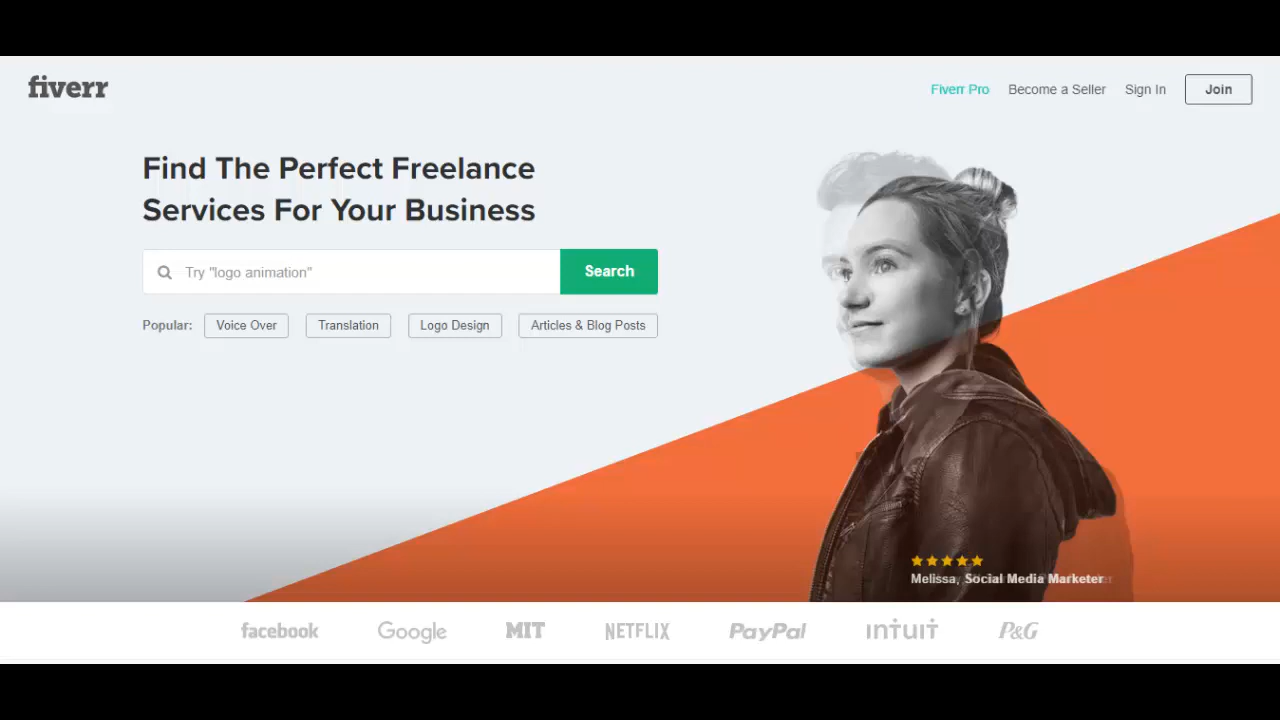 fiverr
Fiverr Pro Become a Seller Sign In Join
Find The Perfect Freelance
Services For Your Business
Try "logo animation" Search
Popular: Voice Over Translation Logo Design Articles & Blog Posts
Melissa, Social Media Marketer
facebook Google MIT NETFLIX PayPal intuit P&G